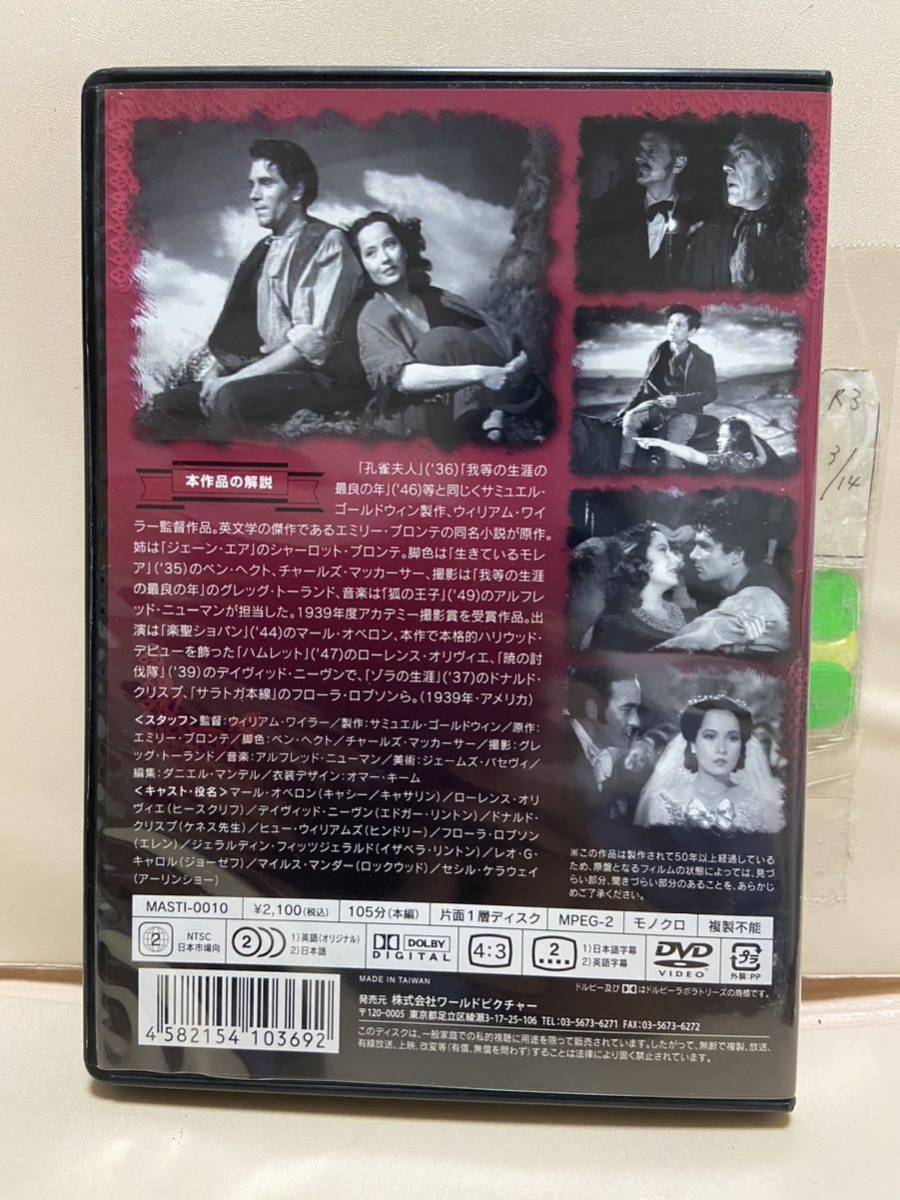 「孔雀夫人」('36)「我等の生涯の
本作品の解説
最良の年」('46)等と同じくサミュエル・
ゴールドウィン製作、ウィリアム・ワイ
ラー監督作品。英文学の傑作であるエミリー・ブロンテの同名小説が原作。
姉は「ジェーン・エア」のシャーロット・ブロンテ。脚色は「生きているモレ
ア」('35)のベン・ヘクト、チャールズ・マッカーサー、撮影は「我等の生涯
の最良の年」のグレッグ・トーランド、音楽は「狐の王子」('49)のアルフレ
ッド・ニューマンが担当した。1939年度アカデミー撮影賞を受賞作品。出
演は「楽聖ショパン」('44)のマール・オベロン、本作で本格的ハリウッド・
デビューを飾った「ハムレット」('47)のローレンス・オリヴィエ、「暁の討
伐隊」('39)のデイヴィッド・ニーヴンで、「ゾラの生涯」('37)のドナルド・
クリスプ、「サラトガ本線」のフローラ・ロブソンら。(1939年・アメリカ)
<スタッフ>監督:ウィリアム・ワイラー/製作:サミュエル・ゴールドウィン/原作:
エミリー・ブロンテ/脚色:ベン・ヘクト/チャールズ・マッカーサー/撮影:グレ
ッグ・トーランド/音楽:アルフレッド・ニューマン/美術:ジェームズ・バセヴィ/
編集:ダニエル・マンデル/衣装デザイン:オマー・キーム
<キャスト・役名>マール・オベロン(キャシー/キャサリン)/ローレンス・オリ
ヴィエ(ヒースクリフ)/デイヴィッド・ニーヴン(エドガー・リントン)/ドナルド・
クリスプ(ケネス先生)/ヒュー・ウィリアムズ(ヒンドリー)/フローラ・ロブソン
(エレン)/ジェラルディン・フィッツジェラルド(イザベラ・リントン)/レオ・G・
キャロル(ジョーゼフ)/マイルス・マンダー(ロックウッド)/セシル・ケラウェイ
(アーリンショー)
※この作品は製作されて50年以上経過している
ため、原盤となるフィルムの状態によっては、見づ
らい部分、聞きづらい部分のあることを、あらかじ
めご了承ください。
MASTI-0010 ¥2,100(税込) 105分(本編) 片面1層ディスク MPEG-2 モノクロ 複製不能
2 NTSC 日本市場向
2 1)英語(オリジナル) 2)日本語
DOLBY DIGITAL
4:3
2 1)日本語字幕 2)英語字幕
DVD VIDEO
プラ 外装:PP
ドルビー及びはドルビーラボラトリーズの商標です。
MADE IN TAIWAN
発売元 株式会社ワールドピクチャー
〒120-0005 東京都足立区綾瀬3-17-25-106 TEL:03-5673-6271 FAX:03-5673-6272
このディスクは、一般家庭での私的視聴に用途を限って販売されています。したがって、無断で複製、放送、
有線放送、上映、改変等(有償、無償を問わず)することは法律により固く禁止されています。
4 582154 103692
R3
3/14